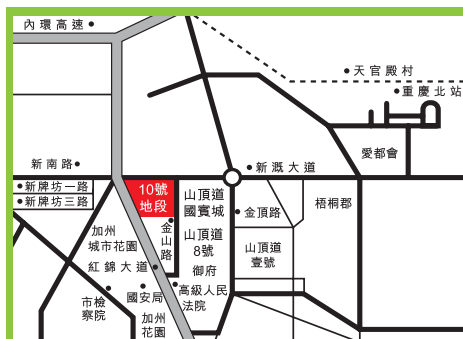 內環高速
天官殿村
重慶北站
愛都會
新南路
新溉大道
新牌坊一路
新牌坊三路
10號
地段
山頂道
國賓城
金頂路
梧桐郡
加州
城市花園
金山路
山頂道
8號
御府
山頂道
壹號
紅錦大道
國安局
高級人民
法院
市檢
察院
加州
花園